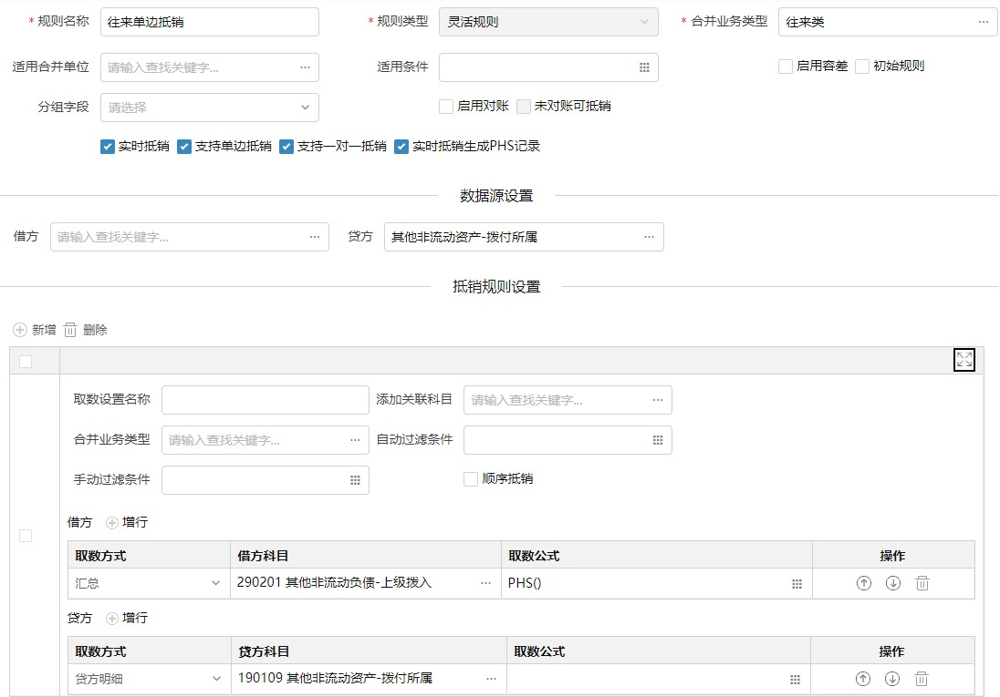 * 规则名称 往来单边抵销 * 规则类型 灵活规则 * 合并业务类型 往来类 ...
适用合并单位 请输入查找关键字... ... 适用条件 启用容差 初始规则
分组字段 请选择 启用对账 未对账可抵销
实时抵销 支持单边抵销 支持一对一抵销 实时抵销生成PHS记录
数据源设置
借方 请输入查找关键字... ... 贷方 其他非流动资产-拨付所属 ...
抵销规则设置
新增 删除
取数设置名称 添加关联科目 请输入查找关键字... ...
合并业务类型 请输入查找关键字... ... 自动过滤条件
手动过滤条件 顺序抵销
借方 增行
取数方式 借方科目 取数公式 操作
汇总 290201 其他非流动负债-上级拨入 ... PHS()
贷方 增行
取数方式 贷方科目 取数公式 操作
贷方明细 190109 其他非流动资产-拨付所属 ...